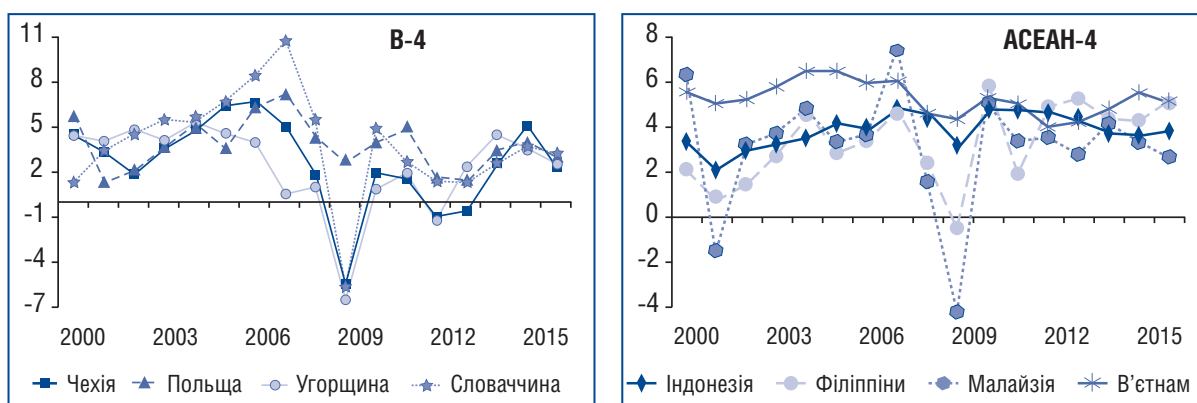 В-4
11
8
5
2
-1
-4
-7
2000 2003 2006 2009 2012 2015
Чехія Польща Угорщина Словаччина
АСЕАН-4
8
6
4
2
0
-2
-4
2000 2003 2006 2009 2012 2015
Індонезія Філіппіни Малайзія В’єтнам